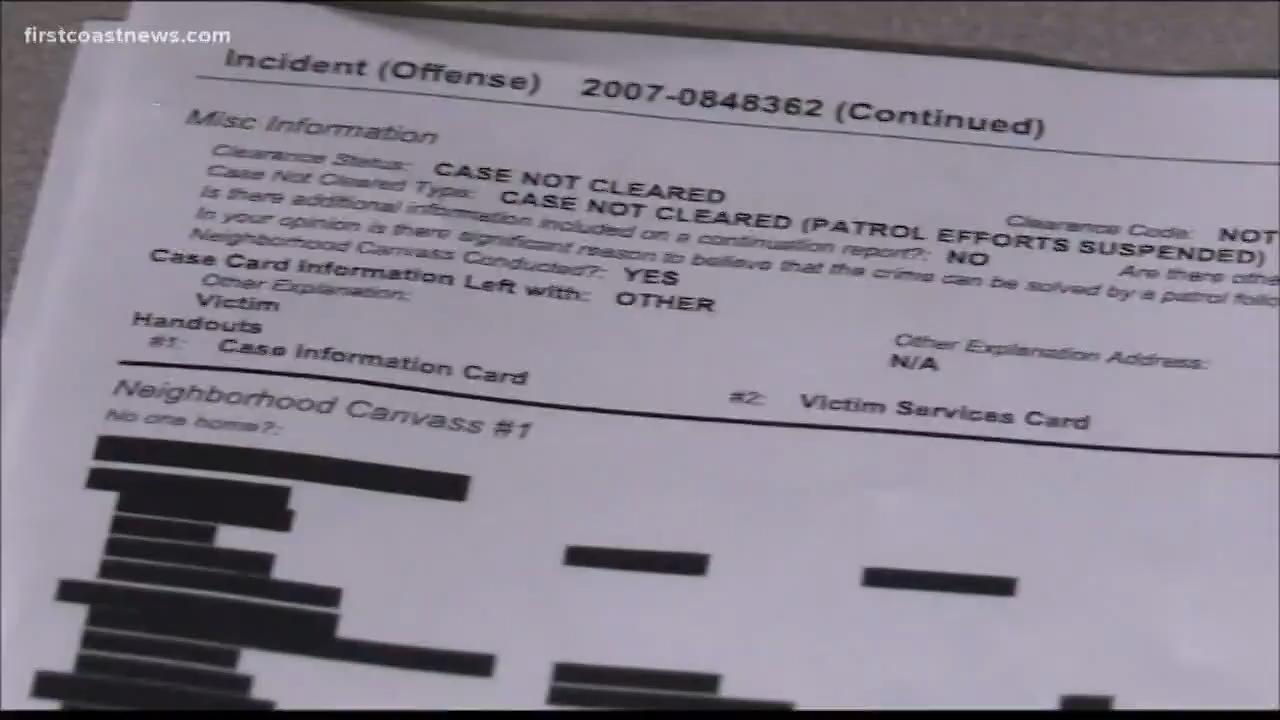 firstcoastnews.com
Incident (Offense) 2007-0848362 (Continued)
Misc Information
Clearance Status: CASE NOT CLEARED
Clearance Code: NOT
Case Not Cleared Type: CASE NOT CLEARED (PATROL EFFORTS SUSPENDED)
Is there additional information included on a continuation report?: NO
Are there othe
In your opinion is there significant reason to believe that the crime can be solved by a patrol follo
Neighborhood Canvass Conducted?: YES
Case Card Information Left with: OTHER
Other Explanation:
Other Explanation Address:
Victim
N/A
Handouts
#1: Case Information Card
#2: Victim Services Card
Neighborhood Canvass #1
No one home?: